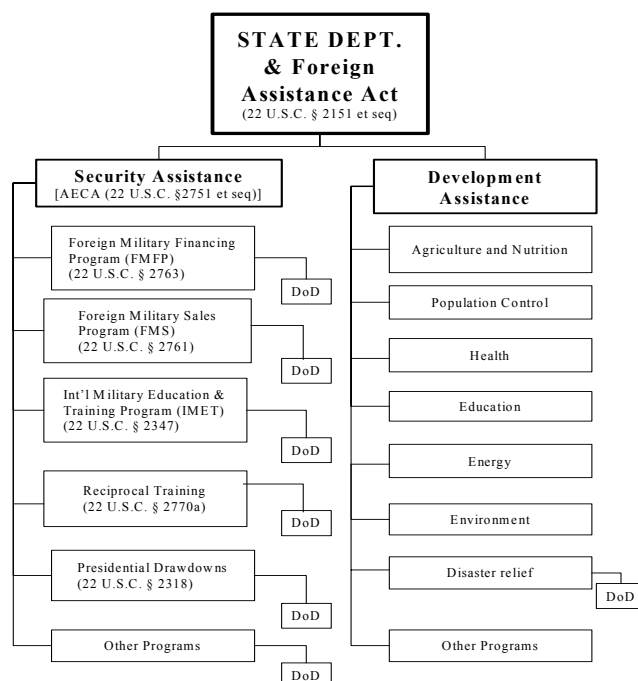 STATE DEPT.
& Foreign
Assistance Act
(22 U.S.C. § 2151 et seq)
Security Assistance
[AECA (22 U.S.C. §2751 et seq)]
Foreign Military Financing
Program (FMFP)
(22 U.S.C. § 2763)
DoD
Foreign Military Sales
Program (FMS)
(22 U.S.C. § 2761)
DoD
Int'l Military Education &
Training Program (IMET)
(22 U.S.C. § 2347)
DoD
Reciprocal Training
(22 U.S.C. § 2770a)
DoD
Presidential Drawdowns
(22 U.S.C. § 2318)
DoD
Other Programs
DoD
Development
Assistance
Agriculture and Nutrition
Population Control
Health
Education
Energy
Environment
Disaster relief
DoD
Other Programs